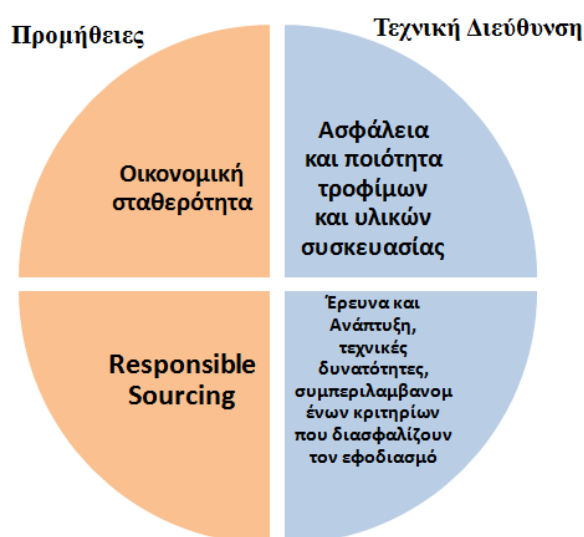 Προμήθειες
Τεχνική Διεύθυνση
Οικονομική
σταθερότητα
Ασφάλεια
και ποιότητα
τροφίμων
και υλικών
συσκευασίας
Responsible
Sourcing
Έρευνα και
Ανάπτυξη,
τεχνικές
δυνατότητες,
συμπεριλαμβανομ
ένων κριτηρίων
που διασφαλίζουν
τον εφοδιασμό